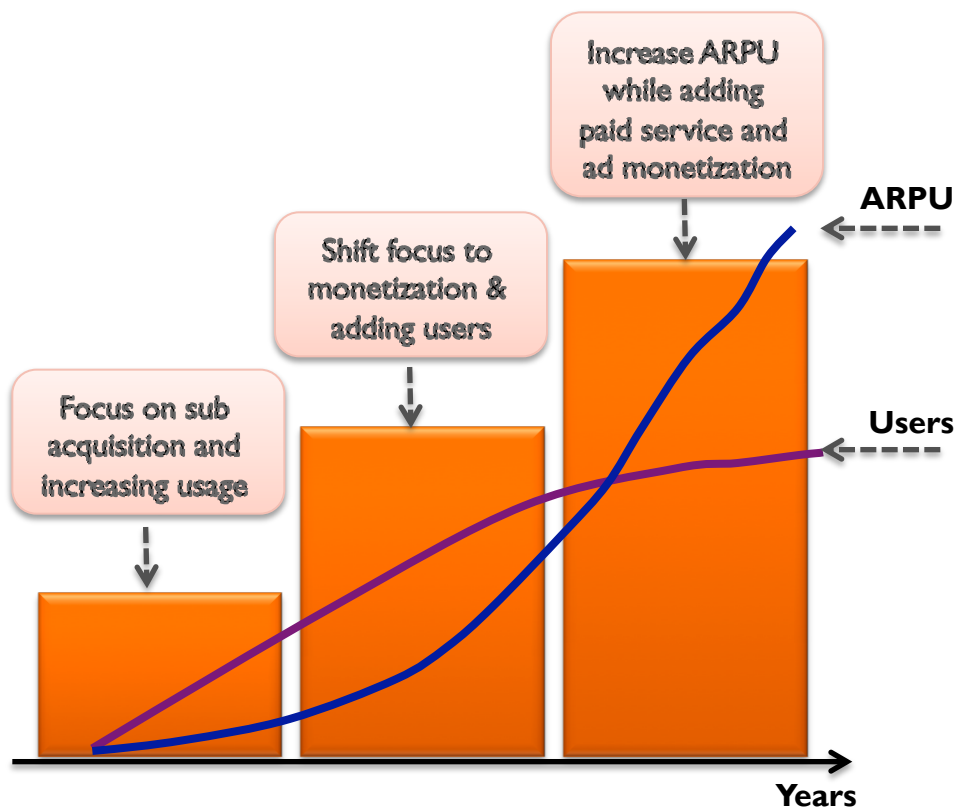 Increase ARPU
while adding
paid service and
ad monetization
ARPU
Shift focus to
monetization &
adding users
Focus on sub
acquisition and
increasing usage
Users
Years